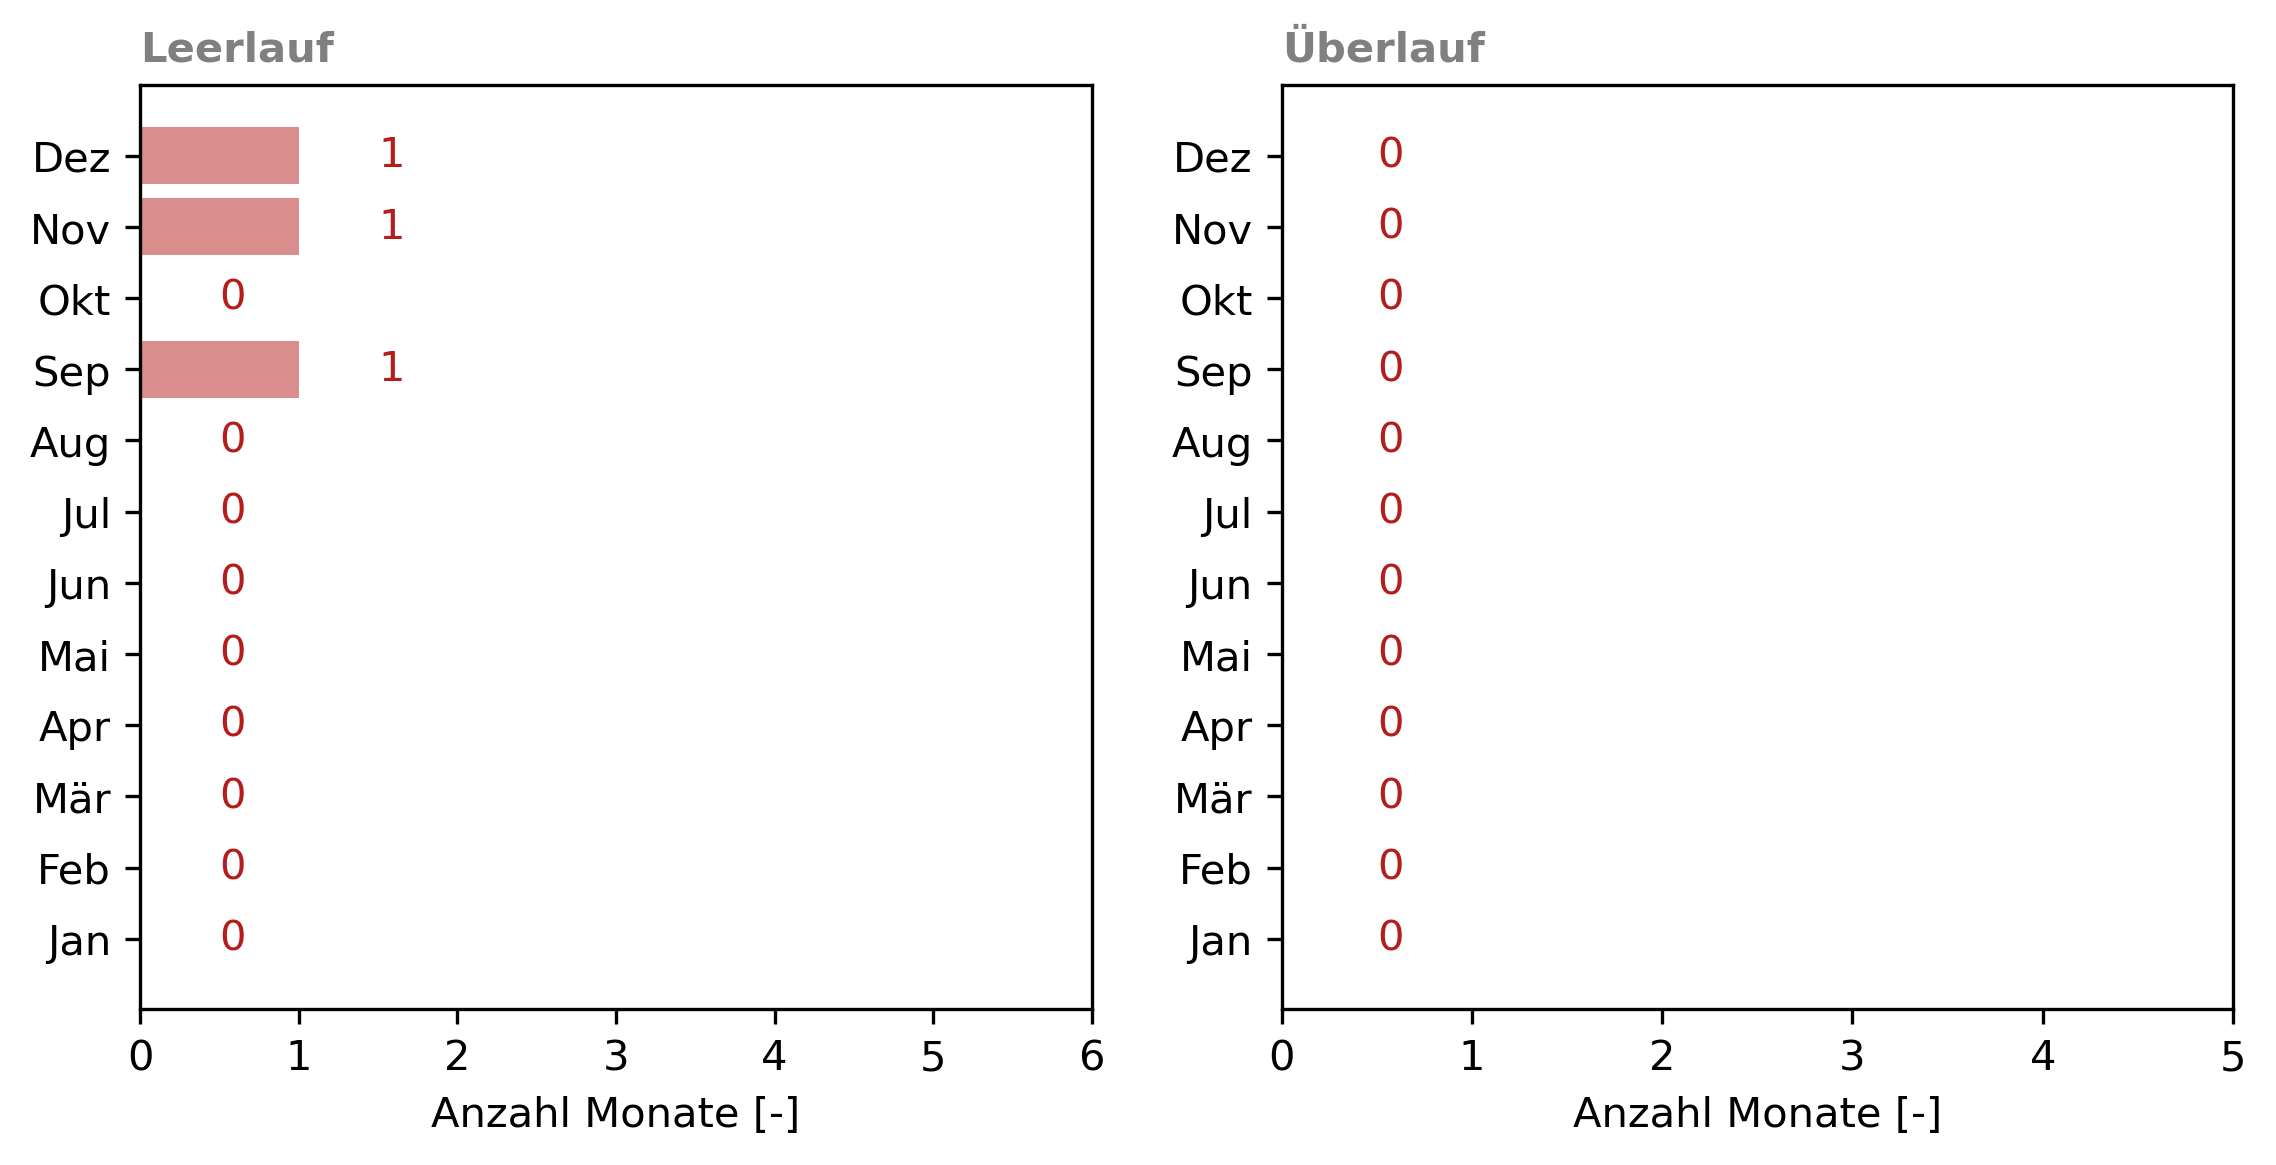 Leerlauf
Dez 1
Nov 1
Okt 0
Sep 1
Aug 0
Jul 0
Jun 0
Mai 0
Apr 0
Mär 0
Feb 0
Jan 0
0 1 2 3 4 5 6
Anzahl Monate [-]
Überlauf
Dez 0
Nov 0
Okt 0
Sep 0
Aug 0
Jul 0
Jun 0
Mai 0
Apr 0
Mär 0
Feb 0
Jan 0
0 1 2 3 4 5
Anzahl Monate [-]